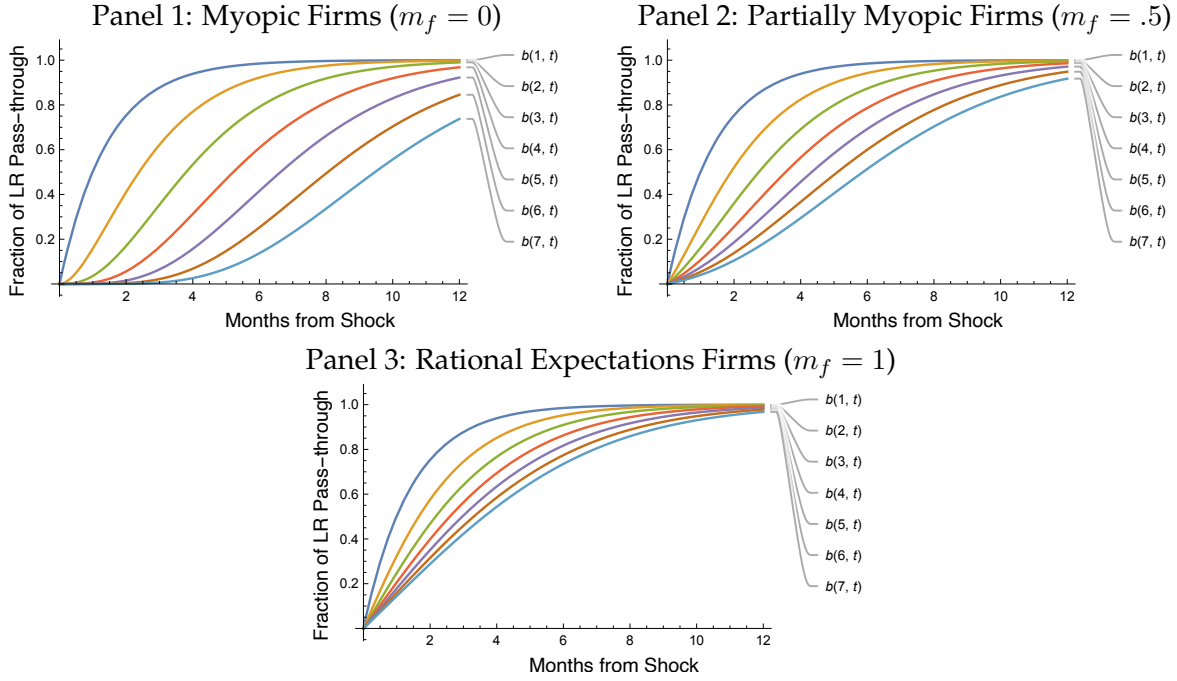 Panel 1: Myopic Firms (m_f = 0)
Fraction of LR Pass-through
1.0
0.8
0.6
0.4
0.2
2 4 6 8 10 12
Months from Shock
b(1, t)
b(2, t)
b(3, t)
b(4, t)
b(5, t)
b(6, t)
b(7, t)
Panel 2: Partially Myopic Firms (m_f = .5)
Fraction of LR Pass-through
1.0
0.8
0.6
0.4
0.2
2 4 6 8 10 12
Months from Shock
b(1, t)
b(2, t)
b(3, t)
b(4, t)
b(5, t)
b(6, t)
b(7, t)
Panel 3: Rational Expectations Firms (m_f = 1)
Fraction of LR Pass-through
1.0
0.8
0.6
0.4
0.2
2 4 6 8 10 12
Months from Shock
b(1, t)
b(2, t)
b(3, t)
b(4, t)
b(5, t)
b(6, t)
b(7, t)